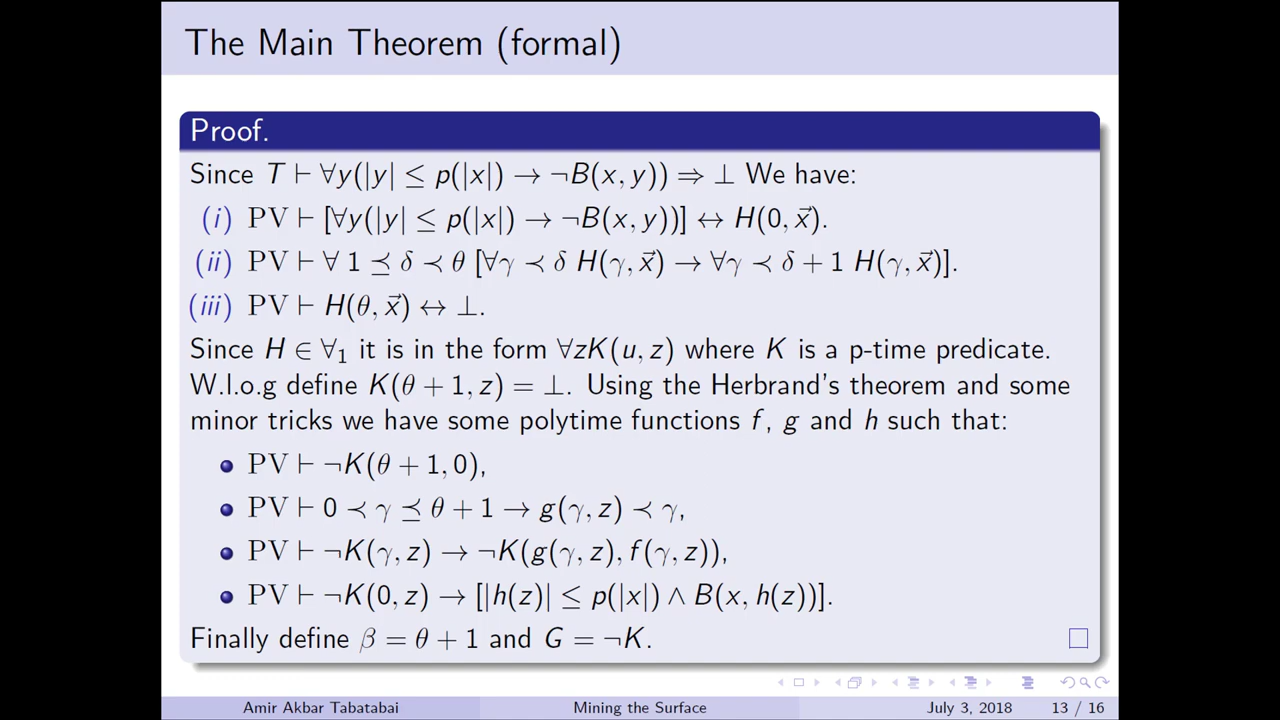 The Main Theorem (formal)
Proof.
Since T ⊢ ∀y(|y| ≤ p(|x|) → ¬B(x, y)) ⇒ ⊥ We have:
(i) PV ⊢ [∀y(|y| ≤ p(|x|) → ¬B(x, y))] ↔ H(0, x⃗).
(ii) PV ⊢ ∀ 1 ⪯ δ ≺ θ [∀γ ≺ δ H(γ, x⃗) → ∀γ ≺ δ + 1 H(γ, x⃗)].
(iii) PV ⊢ H(θ, x⃗) ↔ ⊥.
Since H ∈ ∀₁ it is in the form ∀zK(u, z) where K is a p-time predicate.
W.l.o.g define K(θ + 1, z) = ⊥. Using the Herbrand's theorem and some
minor tricks we have some polytime functions f, g and h such that:
PV ⊢ ¬K(θ + 1, 0),
PV ⊢ 0 ≺ γ ⪯ θ + 1 → g(γ, z) ≺ γ,
PV ⊢ ¬K(γ, z) → ¬K(g(γ, z), f(γ, z)),
PV ⊢ ¬K(0, z) → [|h(z)| ≤ p(|x|) ∧ B(x, h(z))].
Finally define β = θ + 1 and G = ¬K.
Amir Akbar Tabatabai Mining the Surface July 3, 2018 13 / 16